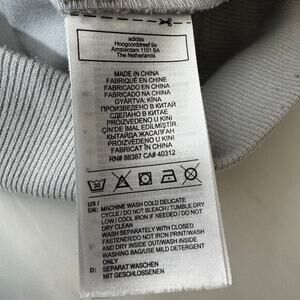 adidas
Hoogoorddreef 9a
Amsterdam 1101 BA
The Netherlands
MADE IN CHINA
FABRIQUÉ EN CHINE
FABRICADO EN CHINA
FABRICADO NA CHINA
GYÁRTVA: KÍNA
ПРОИЗВЕДЕНО В КИТАЙ
СДЕЛАНО В КИТАЕ
PROIZVEDENO U KINI
ÇİN'DE İMAL EDİLMİŞTİR.
ҚЫТАЙДА ЖАСАЛҒАН
PROIZVEDENO U KINI
FABRICAT ÎN CHINA
RN# 88387 CA# 40312
US /
UK: MACHINE WASH COLD DELICATE
CYCLE / DO NOT BLEACH / TUMBLE DRY
LOW / COOL IRON IF NEEDED / DO NOT
DRY CLEAN
WASH SEPARATELY WITH CLOSED
FASTENER/DO NOT IRON PRINT/WASH
AND DRY INSIDE OUT/WASH INSIDE
WASHING BAG/USE MILD DETERGENT
ONLY
D: SEPARAT WASCHEN
MIT GESCHLOSSENEN